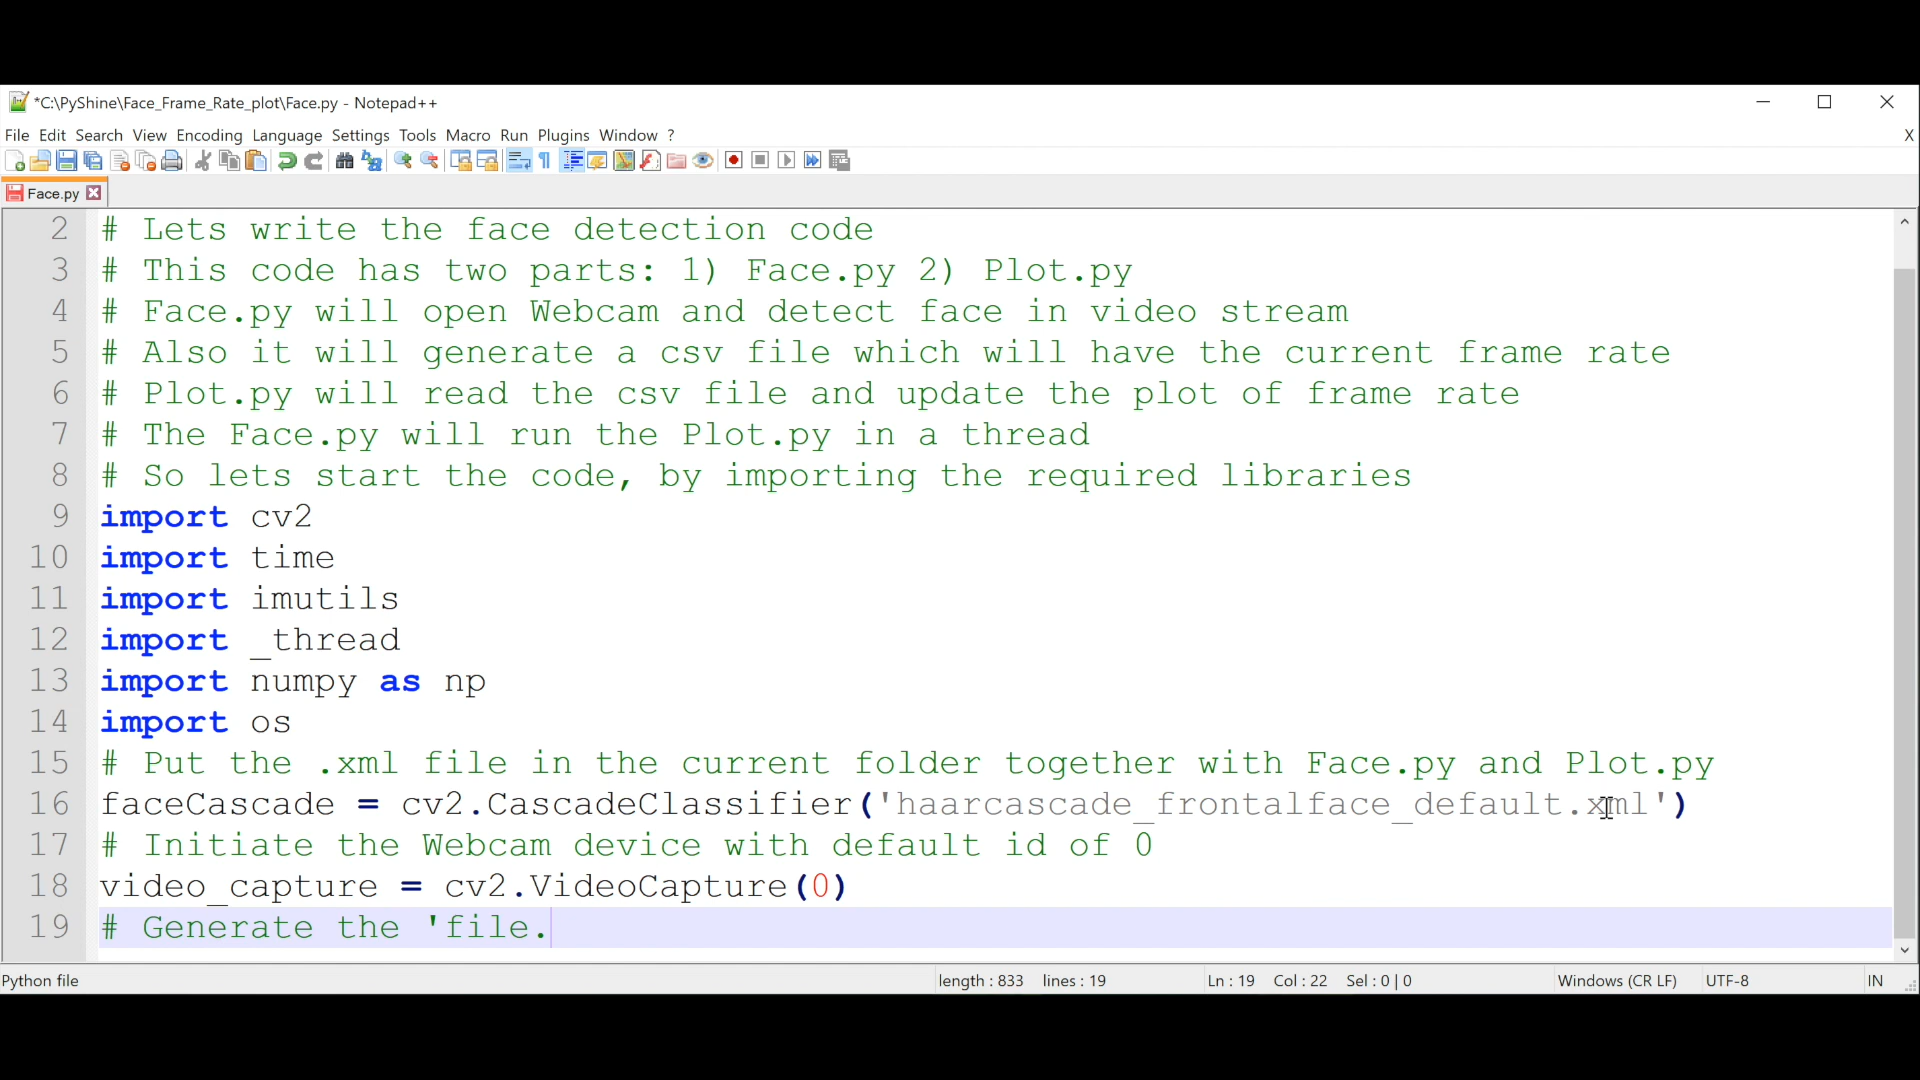 *C:\PyShine\Face_Frame_Rate_plot\Face.py - Notepad++
File Edit Search View Encoding Language Settings Tools Macro Run Plugins Window ? X
Face.py
2 # Lets write the face detection code
3 # This code has two parts: 1) Face.py 2) Plot.py
4 # Face.py will open Webcam and detect face in video stream
5 # Also it will generate a csv file which will have the current frame rate
6 # Plot.py will read the csv file and update the plot of frame rate
7 # The Face.py will run the Plot.py in a thread
8 # So lets start the code, by importing the required libraries
9 import cv2
10 import time
11 import imutils
12 import _thread
13 import numpy as np
14 import os
15 # Put the .xml file in the current folder together with Face.py and Plot.py
16 faceCascade = cv2.CascadeClassifier('haarcascade_frontalface_default.xml')
17 # Initiate the Webcam device with default id of 0
18 video_capture = cv2.VideoCapture(0)
19 # Generate the 'file.
Python file length : 833 lines : 19 Ln : 19 Col : 22 Sel : 0 | 0 Windows (CR LF) UTF-8 IN